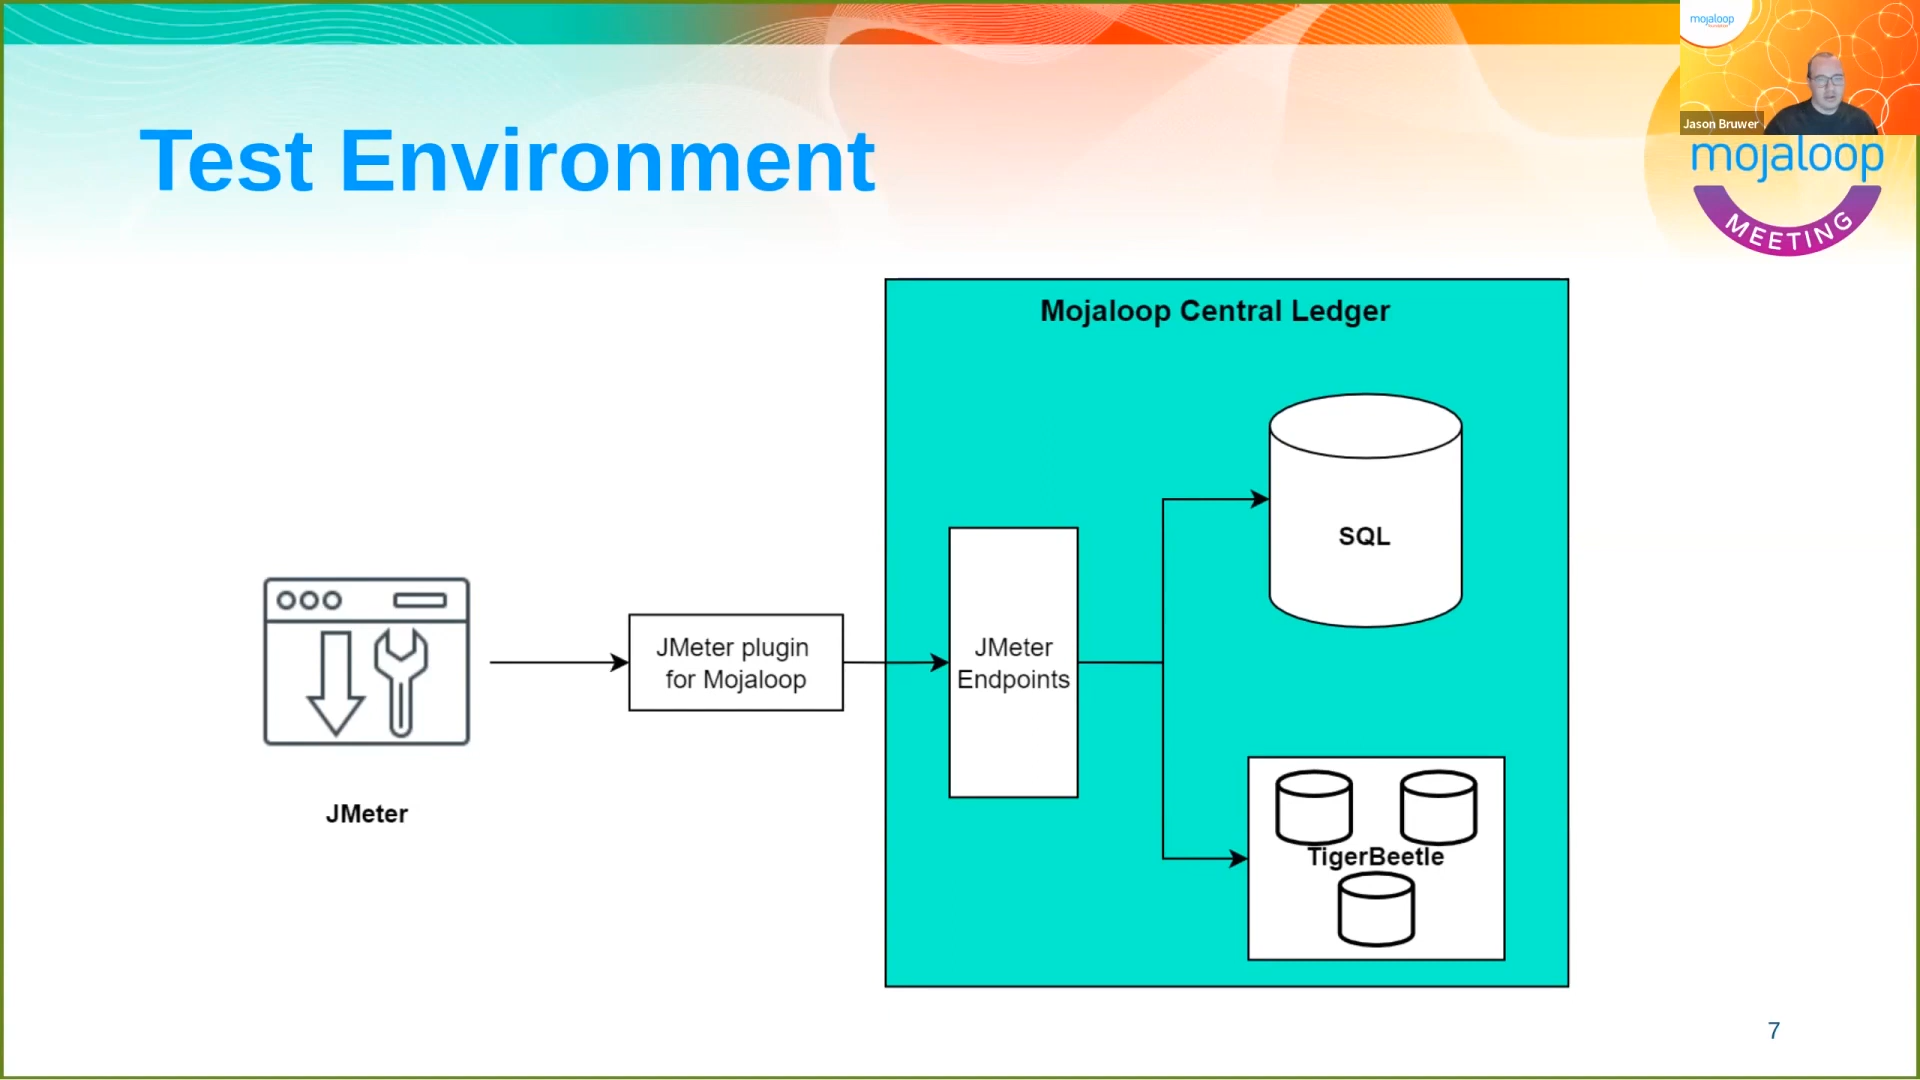 mojaloop
Jason Bruwer
mojaloop
MEETING
Test Environment
Mojaloop Central Ledger
SQL
JMeter plugin
for Mojaloop
JMeter
Endpoints
JMeter
TigerBeetle
7